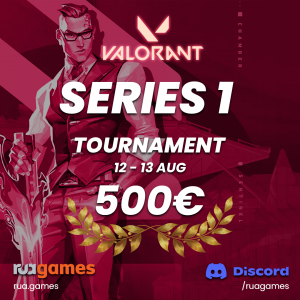 VALORANT
SERIES 1
TOURNAMENT
12 - 13 AUG
500€
ruagames
Discord
rua.games
/ruagames